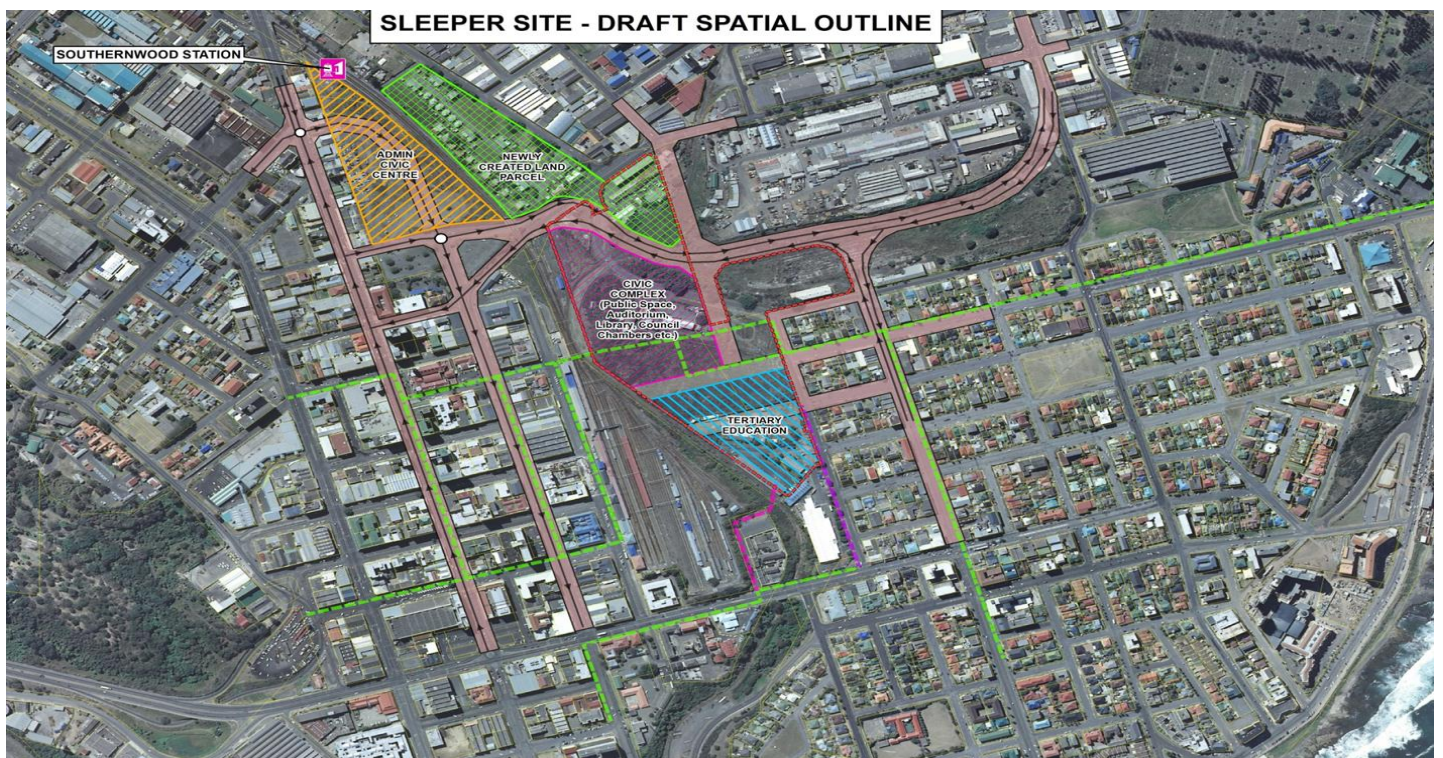 SLEEPER SITE - DRAFT SPATIAL OUTLINE
SOUTHERNWOOD STATION
ADMIN
CIVIC
CENTRE
NEWLY
CREATED LAND
PARCEL
CIVIC
COMPLEX
(Public Space,
Auditorium,
Library, Council
Chambers etc.)
TERTIARY
EDUCATION